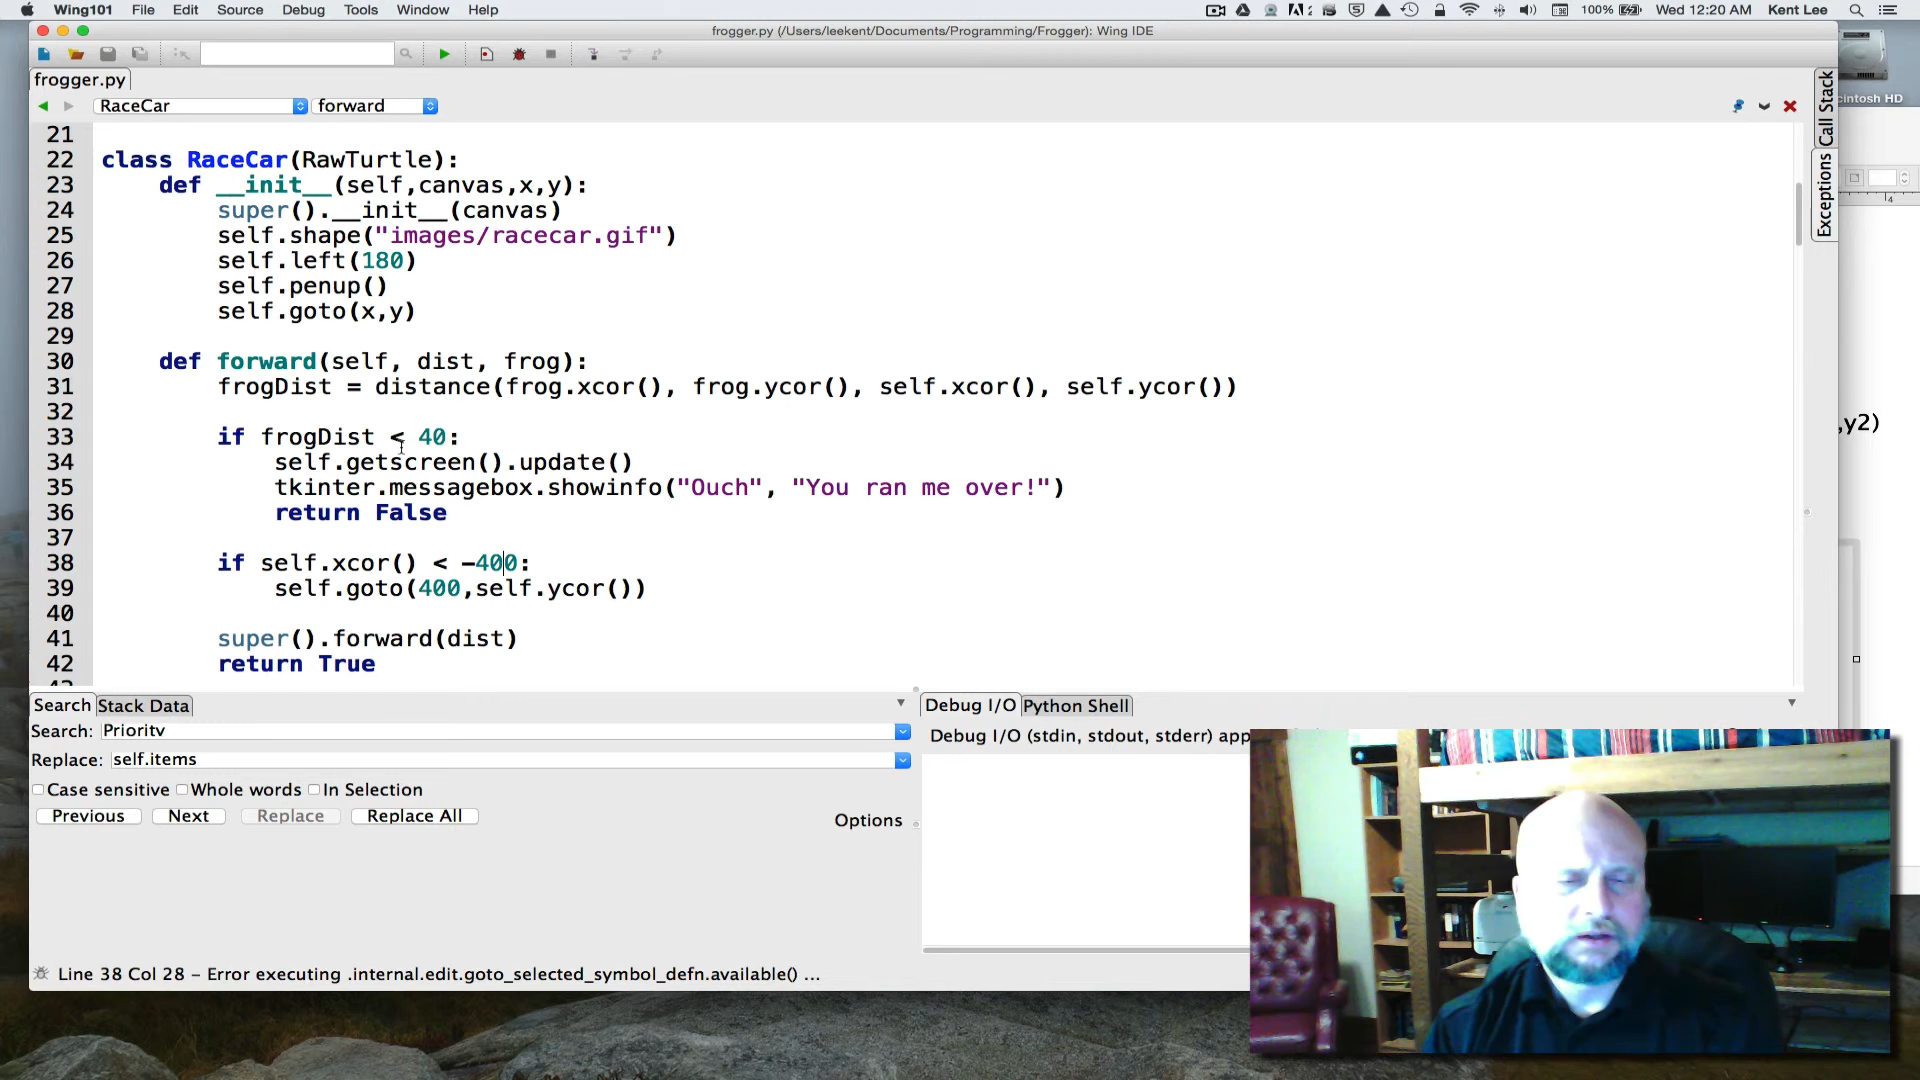 Wing101 File Edit Source Debug Tools Window Help
100% Wed 12:20 AM Kent Lee
frogger.py (/Users/leekent/Documents/Programming/Frogger): Wing IDE
frogger.py
RaceCar forward
Call Stack
Exceptions
cintosh HD
4
,y2)
21
22 class RaceCar(RawTurtle):
23 def __init__(self,canvas,x,y):
24 super().__init__(canvas)
25 self.shape("images/racecar.gif")
26 self.left(180)
27 self.penup()
28 self.goto(x,y)
29
30 def forward(self, dist, frog):
31 frogDist = distance(frog.xcor(), frog.ycor(), self.xcor(), self.ycor())
32
33 if frogDist < 40:
34 self.getscreen().update()
35 tkinter.messagebox.showinfo("Ouch", "You ran me over!")
36 return False
37
38 if self.xcor() < -400:
39 self.goto(400,self.ycor())
40
41 super().forward(dist)
42 return True
Search Stack Data
Search: Priority
Replace: self.items
Case sensitive Whole words In Selection
Previous Next Replace Replace All
Options
Debug I/O Python Shell
Debug I/O (stdin, stdout, stderr) app
Line 38 Col 28 – Error executing .internal.edit.goto_selected_symbol_defn.available() ...